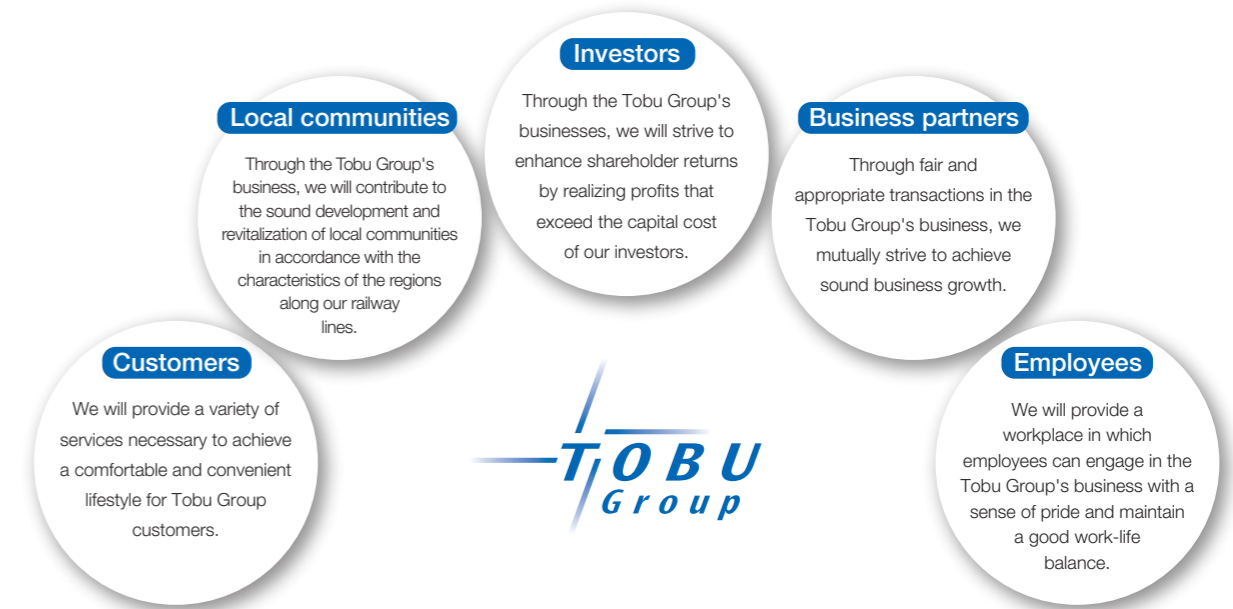 Investors
Through the Tobu Group's
businesses, we will strive to
enhance shareholder returns
by realizing profits that
exceed the capital cost
of our investors.
Local communities
Through the Tobu Group's
business, we will contribute to
the sound development and
revitalization of local communities
in accordance with the
characteristics of the regions
along our railway
lines.
Business partners
Through fair and
appropriate transactions in the
Tobu Group's business, we
mutually strive to achieve
sound business growth.
Customers
We will provide a variety of
services necessary to achieve
a comfortable and convenient
lifestyle for Tobu Group
customers.
Employees
We will provide a
workplace in which
employees can engage in the
Tobu Group's business with a
sense of pride and maintain
a good work-life
balance.
TOBU
Group